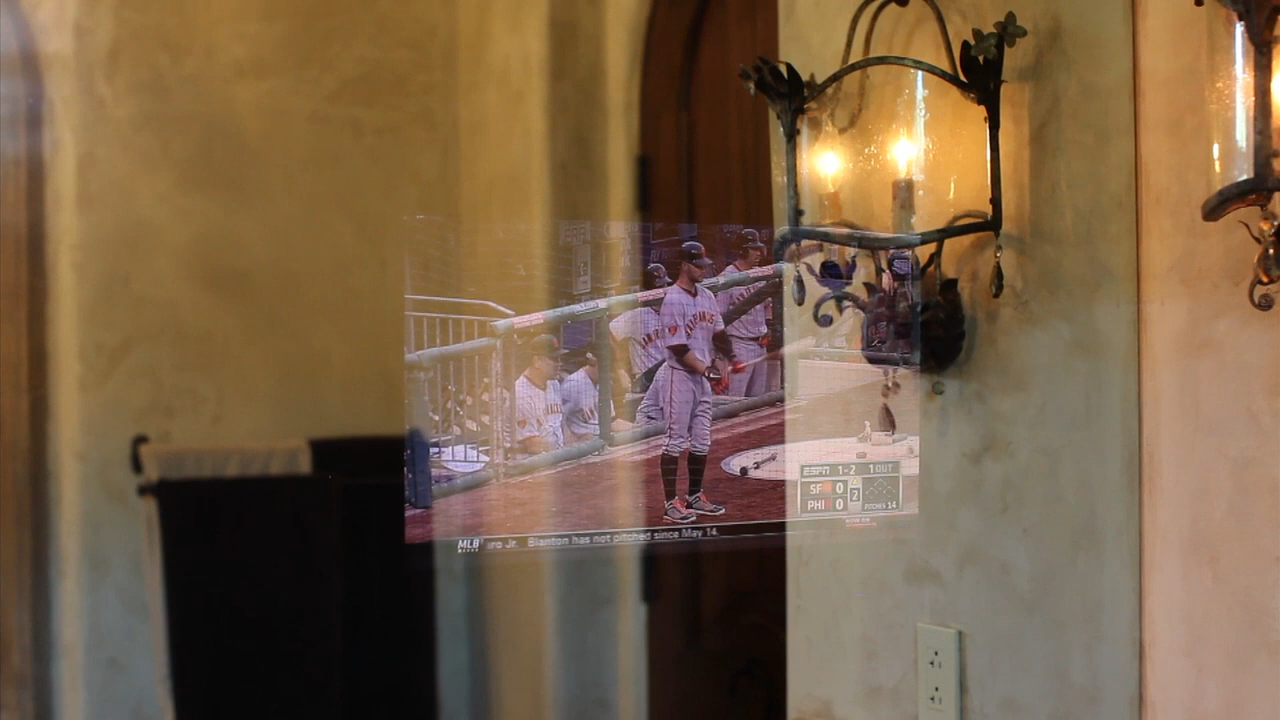 ESPN 1-2 1 OUT
SF 0
2
PHI 0
PITCHES 14
MLB
ro Jr. Blanton has not pitched since May 14.